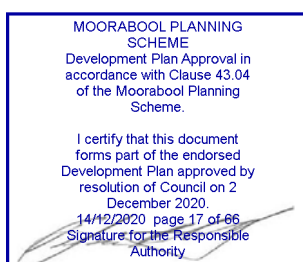 MOORABOOL PLANNING
SCHEME
Development Plan Approval in
accordance with Clause 43.04
of the Moorabool Planning
Scheme.
I certify that this document
forms part of the endorsed
Development Plan approved by
resolution of Council on 2
December 2020.
14/12/2020 page 17 of 66
Signature for the Responsible
Authority